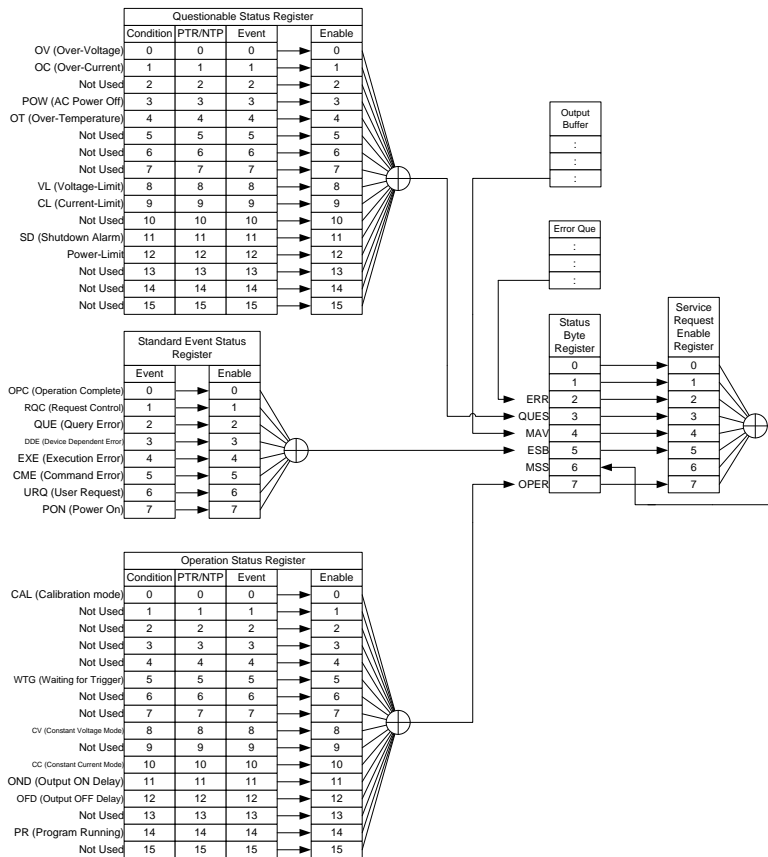 Questionable Status Register
Condition PTR/NTP Event Enable
OV (Over-Voltage) 0 0 0 0
OC (Over-Current) 1 1 1 1
Not Used 2 2 2 2
POW (AC Power Off) 3 3 3 3
OT (Over-Temperature) 4 4 4 4
Not Used 5 5 5 5
Not Used 6 6 6 6
Not Used 7 7 7 7
VL (Voltage-Limit) 8 8 8 8
CL (Current-Limit) 9 9 9 9
Not Used 10 10 10 10
SD (Shutdown Alarm) 11 11 11 11
Power-Limit 12 12 12 12
Not Used 13 13 13 13
Not Used 14 14 14 14
Not Used 15 15 15 15
Output
Buffer
:
:
:
Error Que
:
:
:
Standard Event Status
Register
Event Enable
OPC (Operation Complete) 0 0
RQC (Request Control) 1 1
QUE (Query Error) 2 2
DDE (Device Dependent Error) 3 3
EXE (Execution Error) 4 4
CME (Command Error) 5 5
URQ (User Request) 6 6
PON (Power On) 7 7
Status
Byte
Register
Service
Request
Enable
Register
0 0
1 1
ERR 2 2
QUES 3 3
MAV 4 4
ESB 5 5
MSS 6 6
OPER 7 7
Operation Status Register
Condition PTR/NTP Event Enable
CAL (Calibration mode) 0 0 0 0
Not Used 1 1 1 1
Not Used 2 2 2 2
Not Used 3 3 3 3
Not Used 4 4 4 4
WTG (Waiting for Trigger) 5 5 5 5
Not Used 6 6 6 6
Not Used 7 7 7 7
CV (Constant Voltage Mode) 8 8 8 8
Not Used 9 9 9 9
CC (Constant Current Mode) 10 10 10 10
OND (Output ON Delay) 11 11 11 11
OFD (Output OFF Delay) 12 12 12 12
Not Used 13 13 13 13
PR (Program Running) 14 14 14 14
Not Used 15 15 15 15